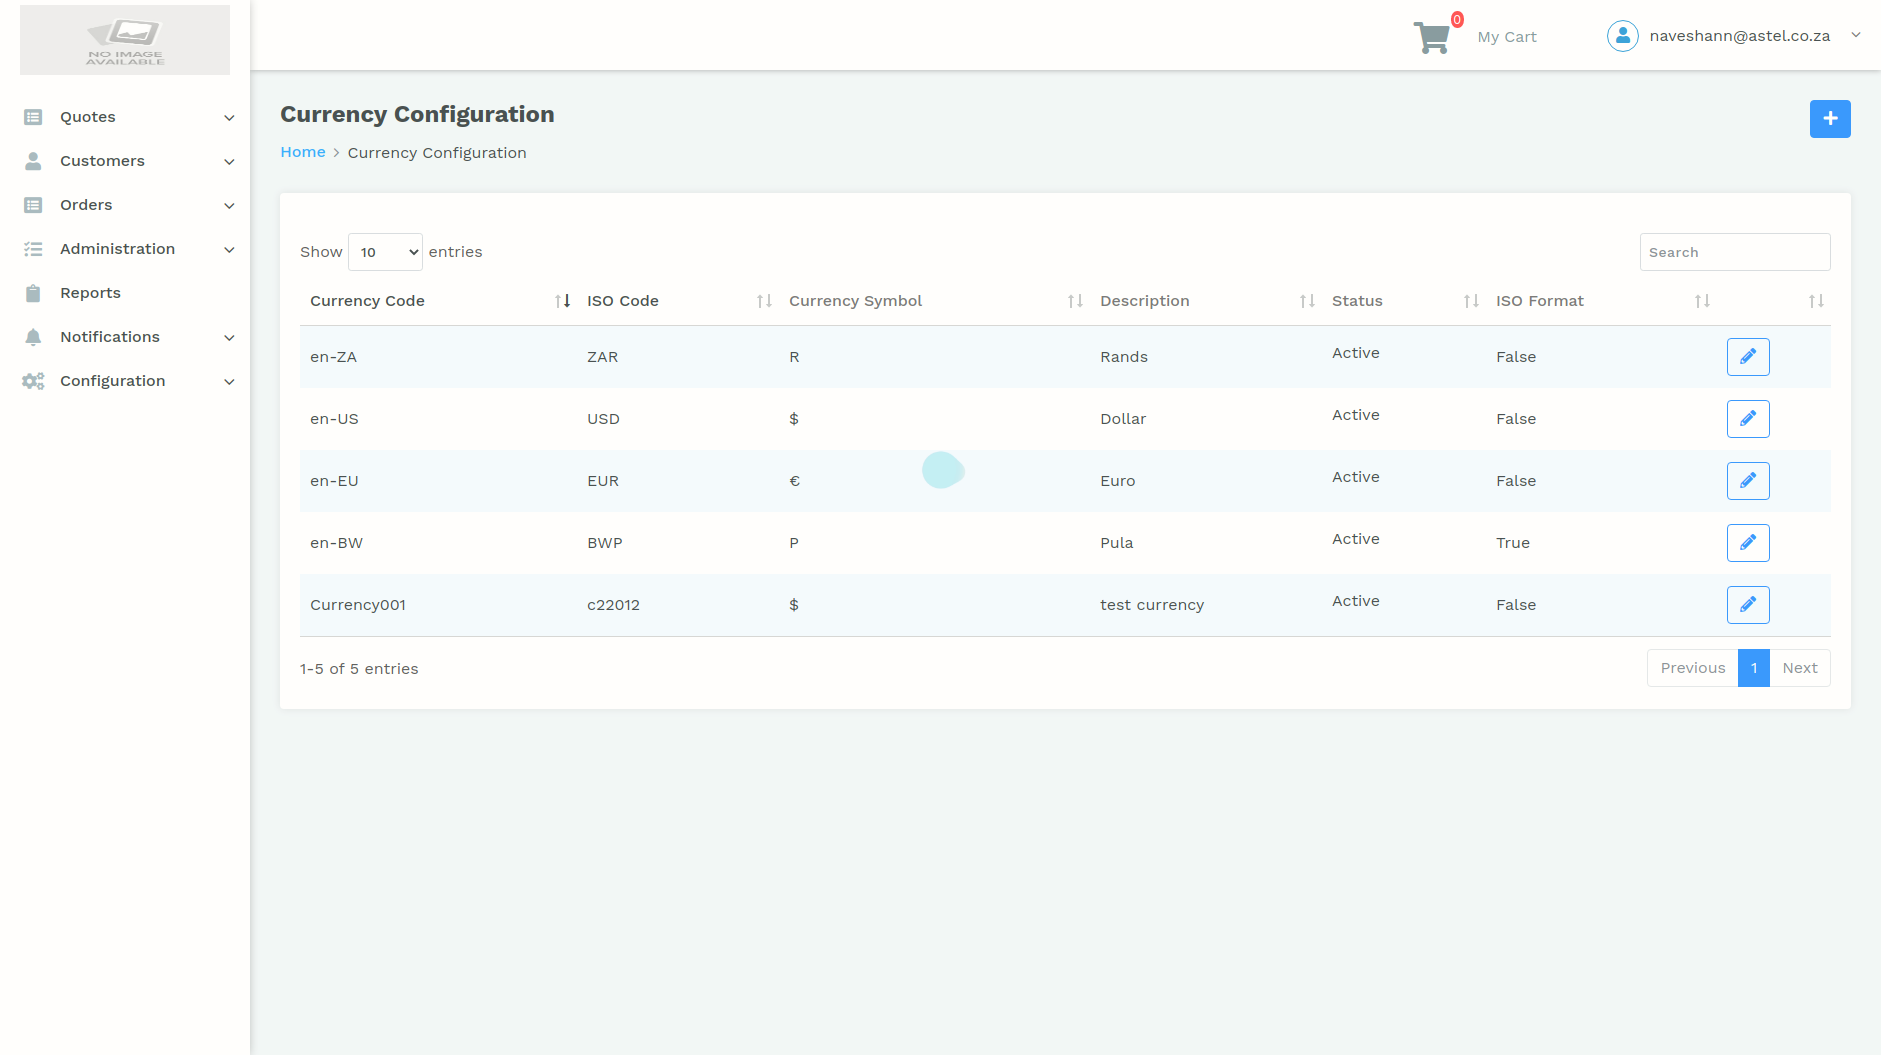 NO IMAGE
AVAILABLE
0
My Cart
naveshann@astel.co.za
Quotes
Customers
Orders
Administration
Reports
Notifications
Configuration
Currency Configuration
Home > Currency Configuration
Show 10 entries
Search
Currency Code ISO Code Currency Symbol Description Status ISO Format
en-ZA ZAR R Rands Active False
en-US USD $ Dollar Active False
en-EU EUR € Euro Active False
en-BW BWP P Pula Active True
Currency001 c22012 $ test currency Active False
1-5 of 5 entries
Previous 1 Next